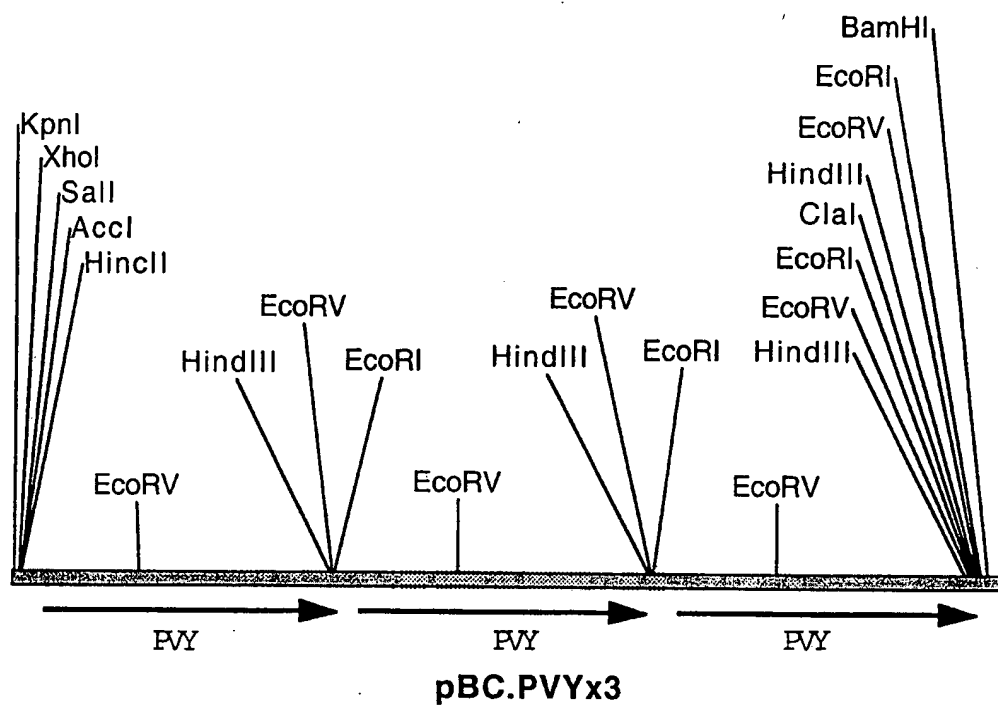 BamHI
EcoRI
KpnI
EcoRV
XhoI
HindIII
SalI
ClaI
AccI
HincII
EcoRI
EcoRV
EcoRV
EcoRV
HindIII
EcoRI
HindIII
EcoRI
HindIII
EcoRV
EcoRV
EcoRV
PVY
PVY
PVY
pBC.PVYx3